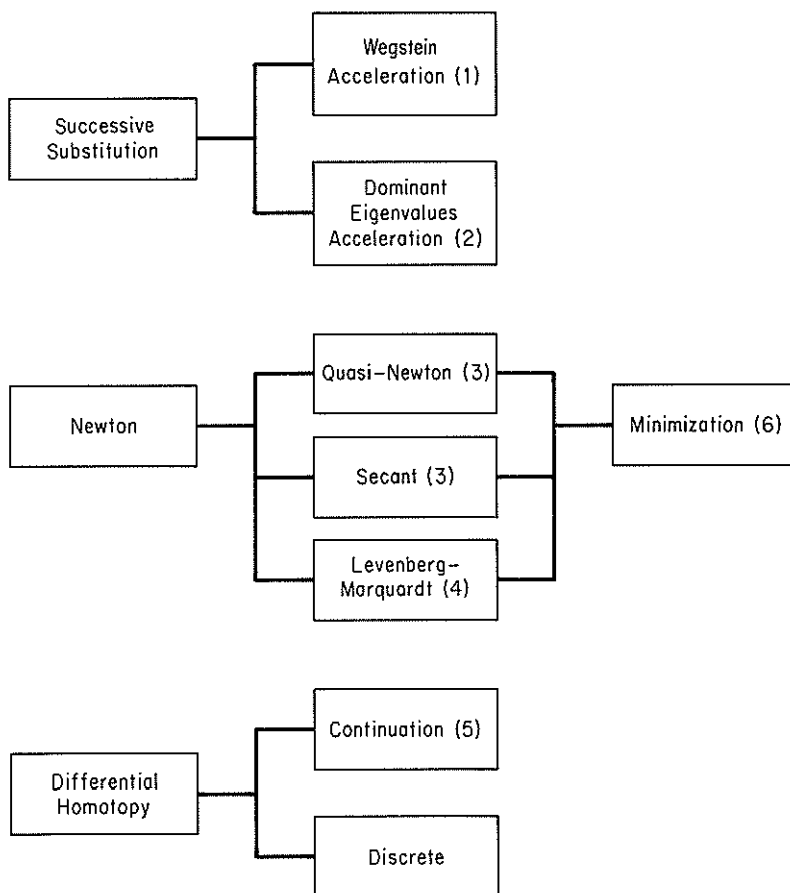 Wegstein
Acceleration (1)
Successive
Substitution
Dominant
Eigenvalues
Acceleration (2)
Quasi-Newton (3)
Newton
Minimization (6)
Secant (3)
Levenberg-
Marquardt (4)
Continuation (5)
Differential
Homatopy
Discrete